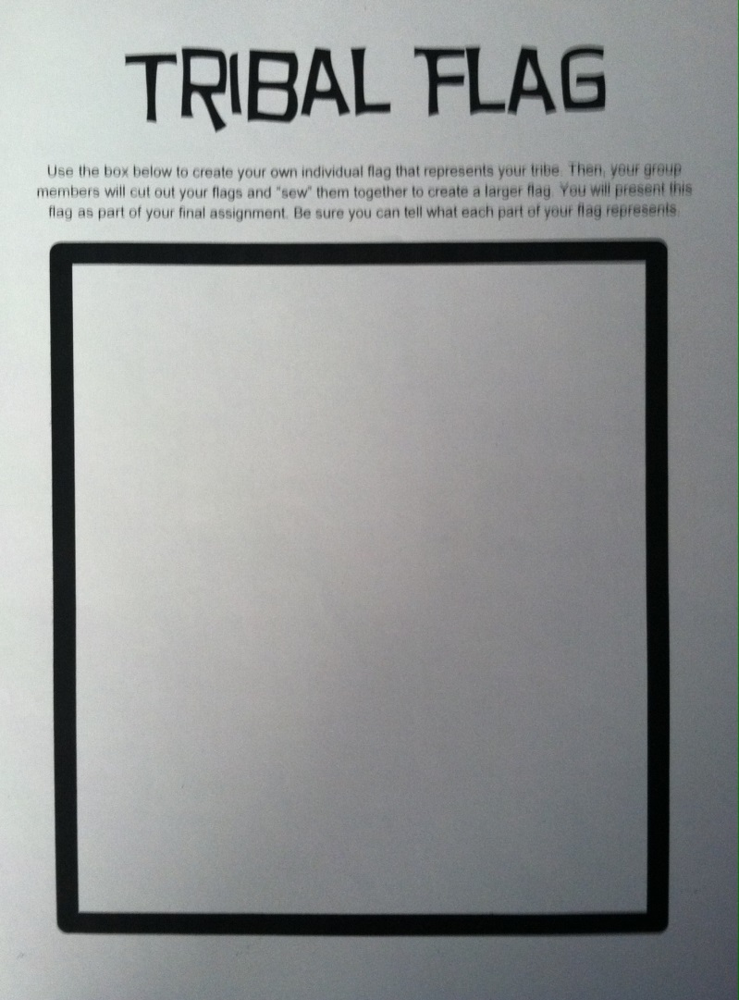 TRIBAL FLAG
Use the box below to create your own individual flag that represents your tribe. Then, your group
members will cut out your flags and "sew" them together to create a larger flag. You will present this
flag as part of your final assignment. Be sure you can tell what each part of your flag represents.